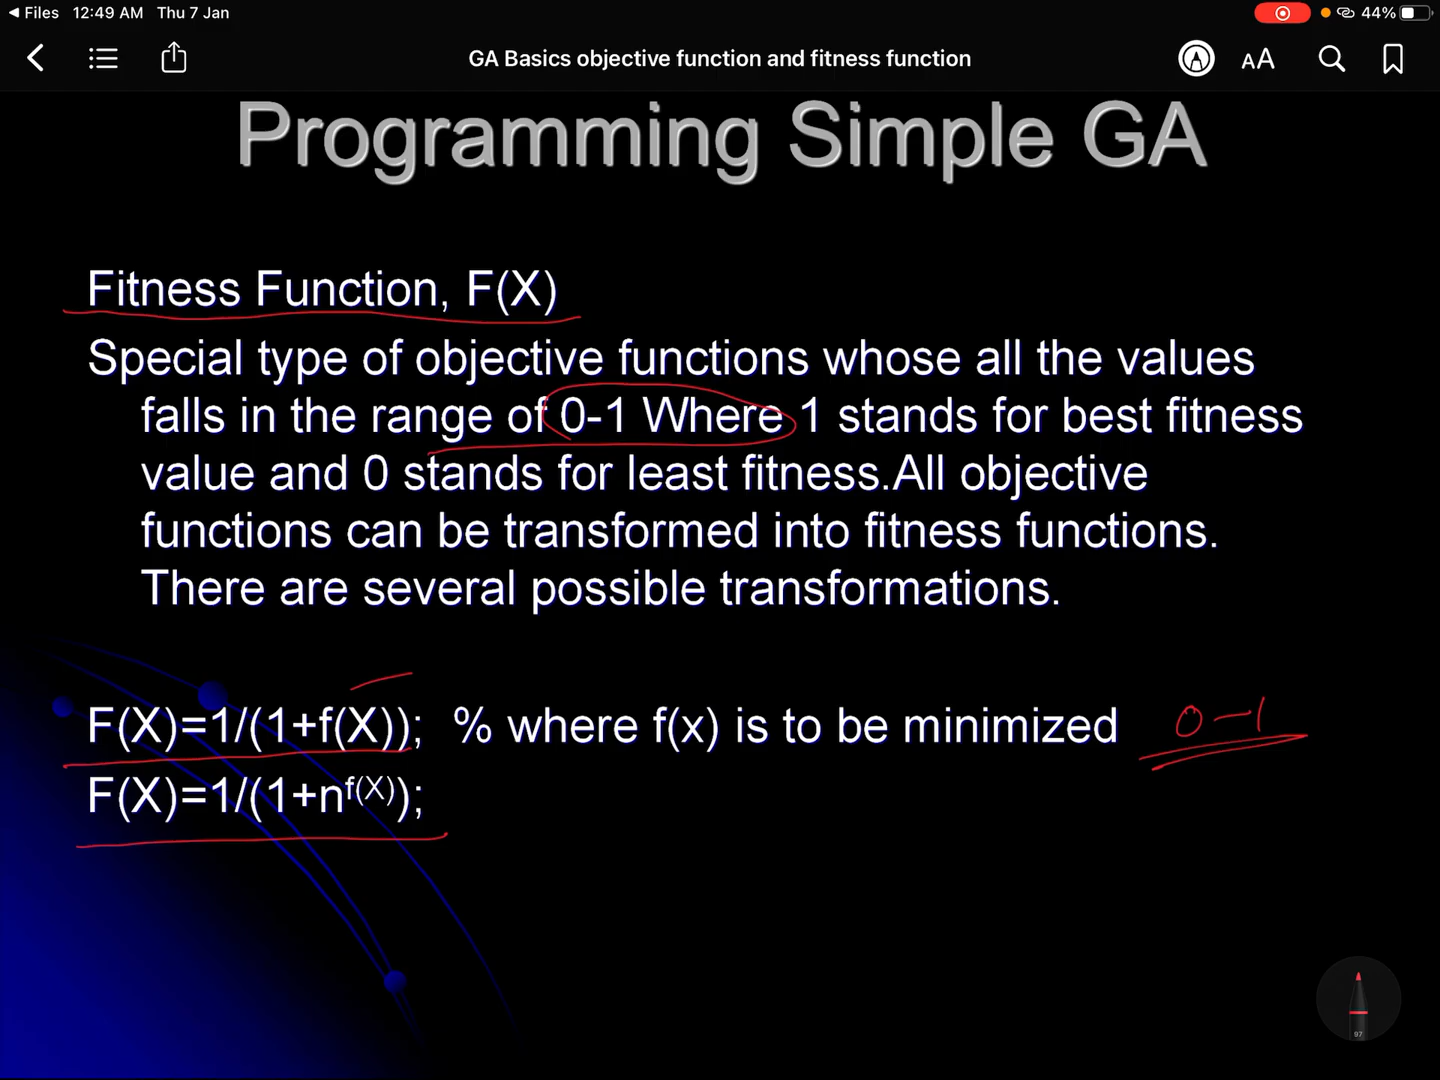 Files 12:49 AM Thu 7 Jan 44%
GA Basics objective function and fitness function AA
Programming Simple GA
Fitness Function, F(X)
Special type of objective functions whose all the values
falls in the range of 0-1 Where 1 stands for best fitness
value and 0 stands for least fitness.All objective
functions can be transformed into fitness functions.
There are several possible transformations.
F(X)=1/(1+f(X)); % where f(x) is to be minimized 0-1
F(X)=1/(1+n^f(X));
97